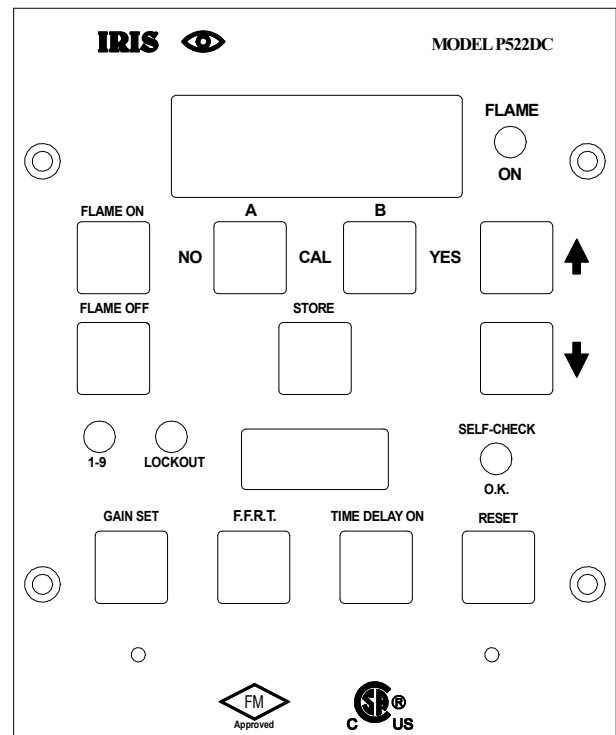 IRIS
MODEL P522DC
FLAME
ON
FLAME ON
A
B
NO
CAL
YES
FLAME OFF
STORE
1-9
LOCKOUT
SELF-CHECK
O.K.
GAIN SET
F.F.R.T.
TIME DELAY ON
RESET
FM
Approved
SA ®
C US